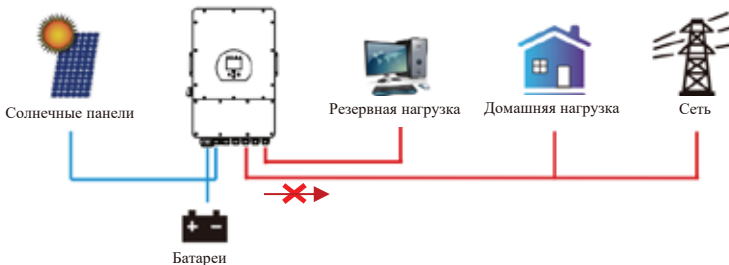 Солнечные панели
Резервная нагрузка
Домашняя нагрузка
Сеть
Батареи